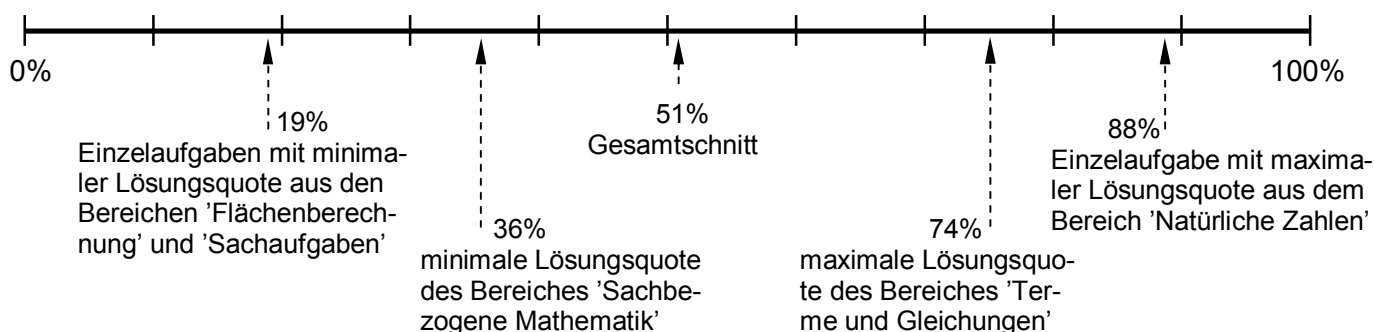 0%
100%
19%
Einzelaufgaben mit minima-
ler Lösungsquote aus den
Bereichen ’Flächenberech-
nung’ und ’Sachaufgaben’
36%
minimale Lösungsquote
des Bereiches ’Sachbe-
zogene Mathematik’
51%
Gesamtschnitt
74%
maximale Lösungsquo-
te des Bereiches ’Ter-
me und Gleichungen’
88%
Einzelaufgabe mit maxima-
ler Lösungsquote aus dem
Bereich ’Natürliche Zahlen’